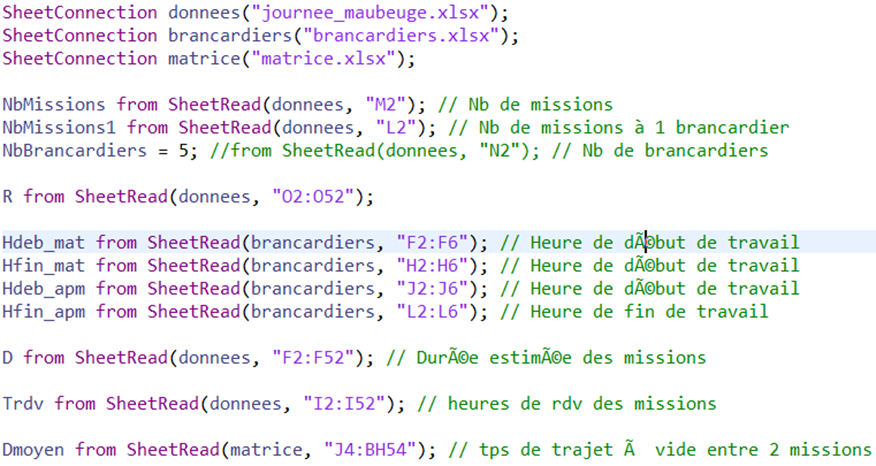 SheetConnection donnees("journee_maubeuge.xlsx");
SheetConnection brancardiers("brancardiers.xlsx");
SheetConnection matrice("matrice.xlsx");
NbMissions from SheetRead(donnees, "M2"); // Nb de missions
NbMissions1 from SheetRead(donnees, "L2"); // Nb de missions à 1 brancardier
NbBrancardiers = 5; //from SheetRead(donnees, "N2"); // Nb de brancardiers
R from SheetRead(donnees, "O2:O52");
Hdeb_mat from SheetRead(brancardiers, "F2:F6"); // Heure de dÃ©but de travail
Hfin_mat from SheetRead(brancardiers, "H2:H6"); // Heure de dÃ©but de travail
Hdeb_apm from SheetRead(brancardiers, "J2:J6"); // Heure de dÃ©but de travail
Hfin_apm from SheetRead(brancardiers, "L2:L6"); // Heure de fin de travail
D from SheetRead(donnees, "F2:F52"); // DurÃ©e estimÃ©e des missions
Trdv from SheetRead(donnees, "I2:I52"); // heures de rdv des missions
Dmoyen from SheetRead(matrice, "J4:BH54"); // tps de trajet Ã  vide entre 2 missions